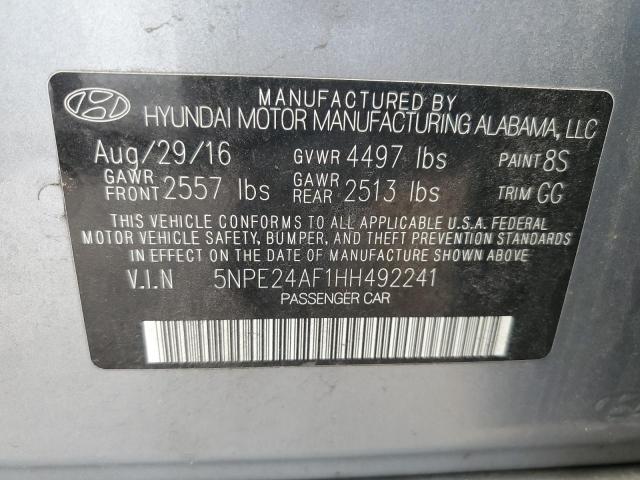 MANUFACTURED BY
HYUNDAI MOTOR MANUFACTURING ALABAMA, LLC
Aug/29/16 GVWR 4497 lbs PAINT 8S
GAWR FRONT 2557 lbs GAWR REAR 2513 lbs TRIM GG
THIS VEHICLE CONFORMS TO ALL APPLICABLE U.S.A. FEDERAL
MOTOR VEHICLE SAFETY, BUMPER, AND THEFT PREVENTION
STANDARDS IN EFFECT ON THE DATE OF MANUFACTURE SHOWN ABOVE
V.I.N 5NPE24AF1HH492241
PASSENGER CAR